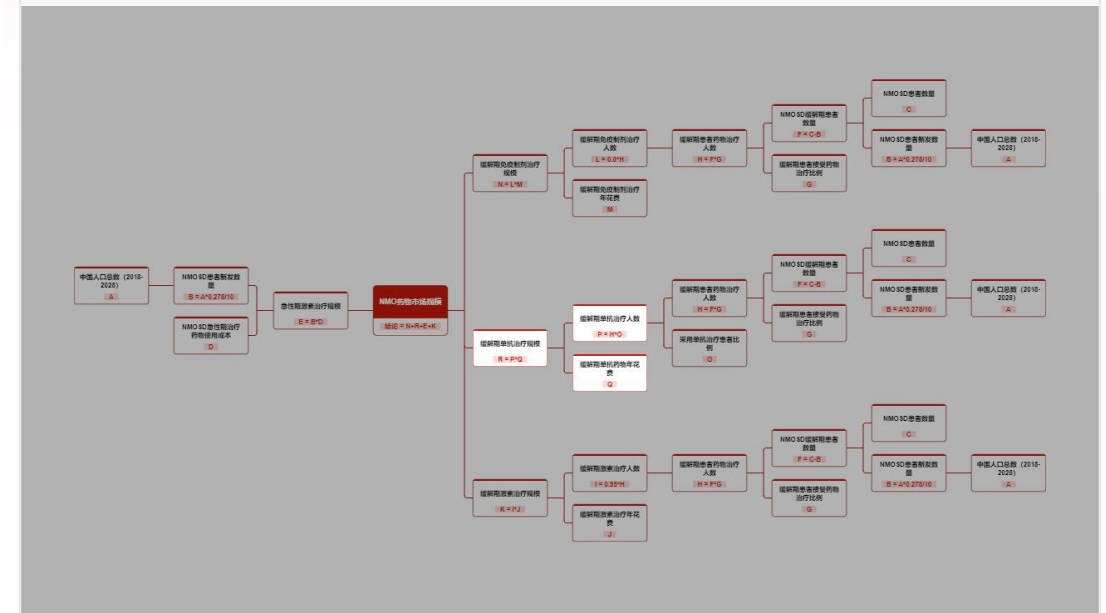 NMOSD患者数量
C
NMOSD缓解期患者
数量
F = C-B
NMOSD患者新发数
量
B = A*0.278/10
中国人口总数（2018-
2028）
A
缓解期免疫制剂治疗
人数
L = 0.8*H
缓解期患者药物治疗
人数
H = F*G
缓解期患者接受药物
治疗比例
G
缓解期免疫制剂治疗
规模
N = L*M
缓解期免疫制剂治疗
年花费
M
中国人口总数（2018-
2028）
A
NMOSD患者新发数
量
B = A*0.278/10
NMOSD急性期治疗
药物使用成本
D
急性期激素治疗规模
E = B*D
NMO药物市场规模
结论 = N+R+E+K
NMOSD患者数量
C
NMOSD缓解期患者
数量
F = C-B
NMOSD患者新发数
量
B = A*0.278/10
中国人口总数（2018-
2028）
A
缓解期患者药物治疗
人数
H = F*G
缓解期患者接受药物
治疗比例
G
缓解期单抗治疗人数
P = H*O
采用单抗治疗患者比
例
O
缓解期单抗治疗规模
R = P*Q
缓解期单抗药物年花
费
Q
NMOSD患者数量
C
NMOSD缓解期患者
数量
F = C-B
NMOSD患者新发数
量
B = A*0.278/10
中国人口总数（2018-
2028）
A
缓解期激素治疗人数
I =
缓解期患者药物治疗
人数
H = F*G
缓解期患者接受药物
治疗比例
G
缓解期激素治疗规模
K = I*J
缓解期激素治疗年花
费
J